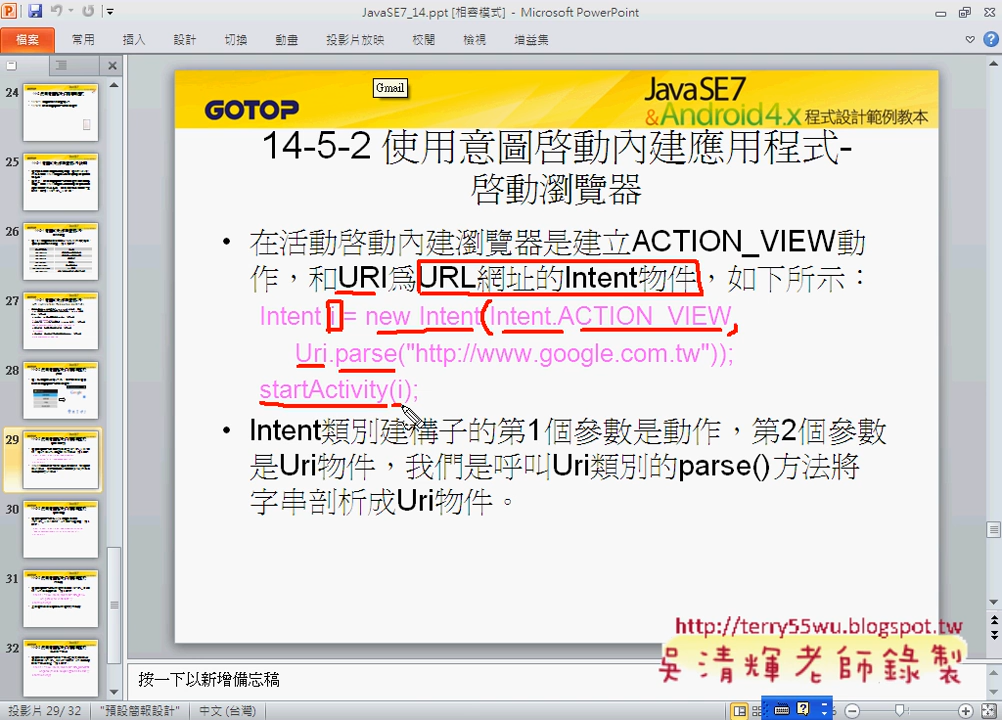 JavaSE7_14.ppt [相容模式] - Microsoft PowerPoint
檔案 常用 插入 設計 切換 動畫 投影片放映 校閱 檢視 增益集
Gmail
GOTOP
JavaSE7
&Android4.x 程式設計範例教本
14-5-2 使用意圖啟動內建應用程式-
啟動瀏覽器
• 在活動啟動內建瀏覽器是建立ACTION_VIEW動
作，和URI為URL網址的Intent物件，如下所示：
Intent i = new Intent(Intent.ACTION_VIEW,
Uri.parse("http://www.google.com.tw"));
startActivity(i);
• Intent類別建構子的第1個參數是動作，第2個參數
是Uri物件，我們是呼叫Uri類別的parse()方法將
字串剖析成Uri物件。
24
25
26
27
28
29
30
31
32
http://terry55wu.blogspot.tw
吳清輝老師錄製
按一下以新增備忘稿
投影片 29/32 "預設簡報設計" 中文 (台灣)